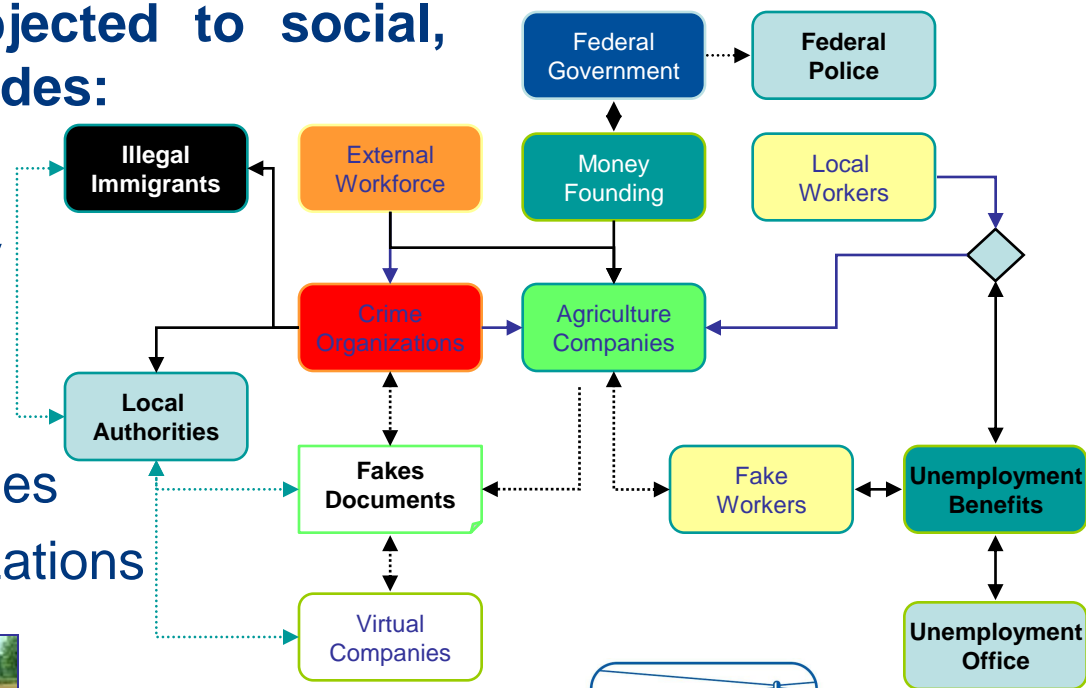 ojected to social,
des:
es
ations
Federal
Government
Federal
Police
Illegal
Immigrants
External
Workforce
Money
Founding
Local
Workers
Crime
Organizations
Agriculture
Companies
Local
Authorities
Fakes
Documents
Fake
Workers
Unemployment
Benefits
Virtual
Companies
Unemployment
Office